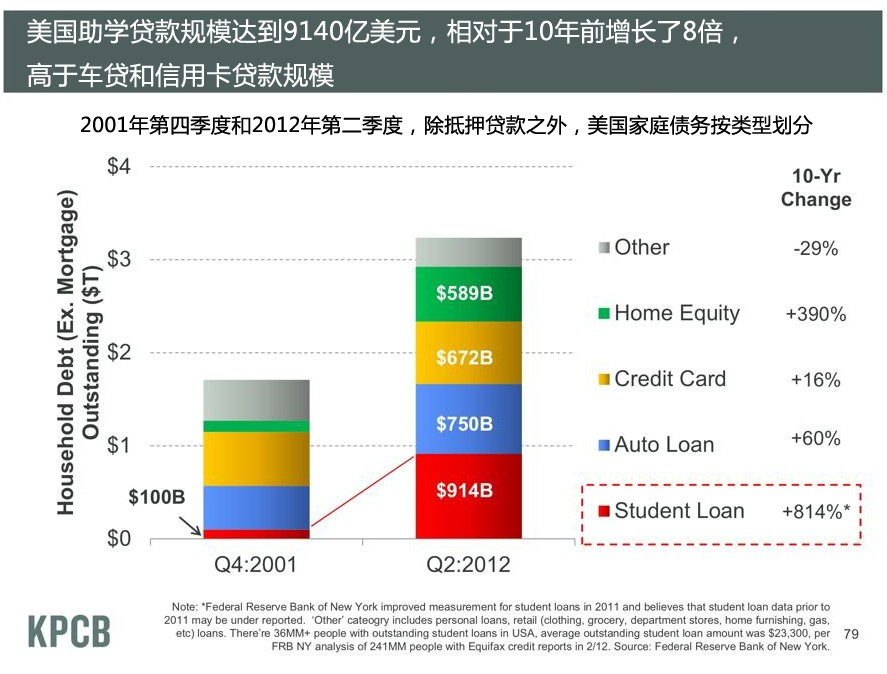 美国助学贷款规模达到9140亿美元，相对于10年前增长了8倍，
高于车贷和信用卡贷款规模
2001年第四季度和2012年第二季度，除抵押贷款之外，美国家庭债务按类型划分
Household Debt (Ex. Mortgage)
Outstanding ($T)
$4
$3
$2
$1
$0
$100B
$589B
$672B
$750B
$914B
Q4:2001
Q2:2012
10-Yr
Change
Other -29%
Home Equity +390%
Credit Card +16%
Auto Loan +60%
Student Loan +814%*
KPCB
Note: *Federal Reserve Bank of New York improved measurement for student loans in 2011 and believes that student loan data prior to
2011 may be under reported. ‘Other’ cateogry includes personal loans, retail (clothing, grocery, department stores, home furnishing, gas,
etc) loans. There’re 36MM+ people with outstanding student loans in USA, average outstanding student loan amount was $23,300, per
FRB NY analysis of 241MM people with Equifax credit reports in 2/12. Source: Federal Reserve Bank of New York.
79